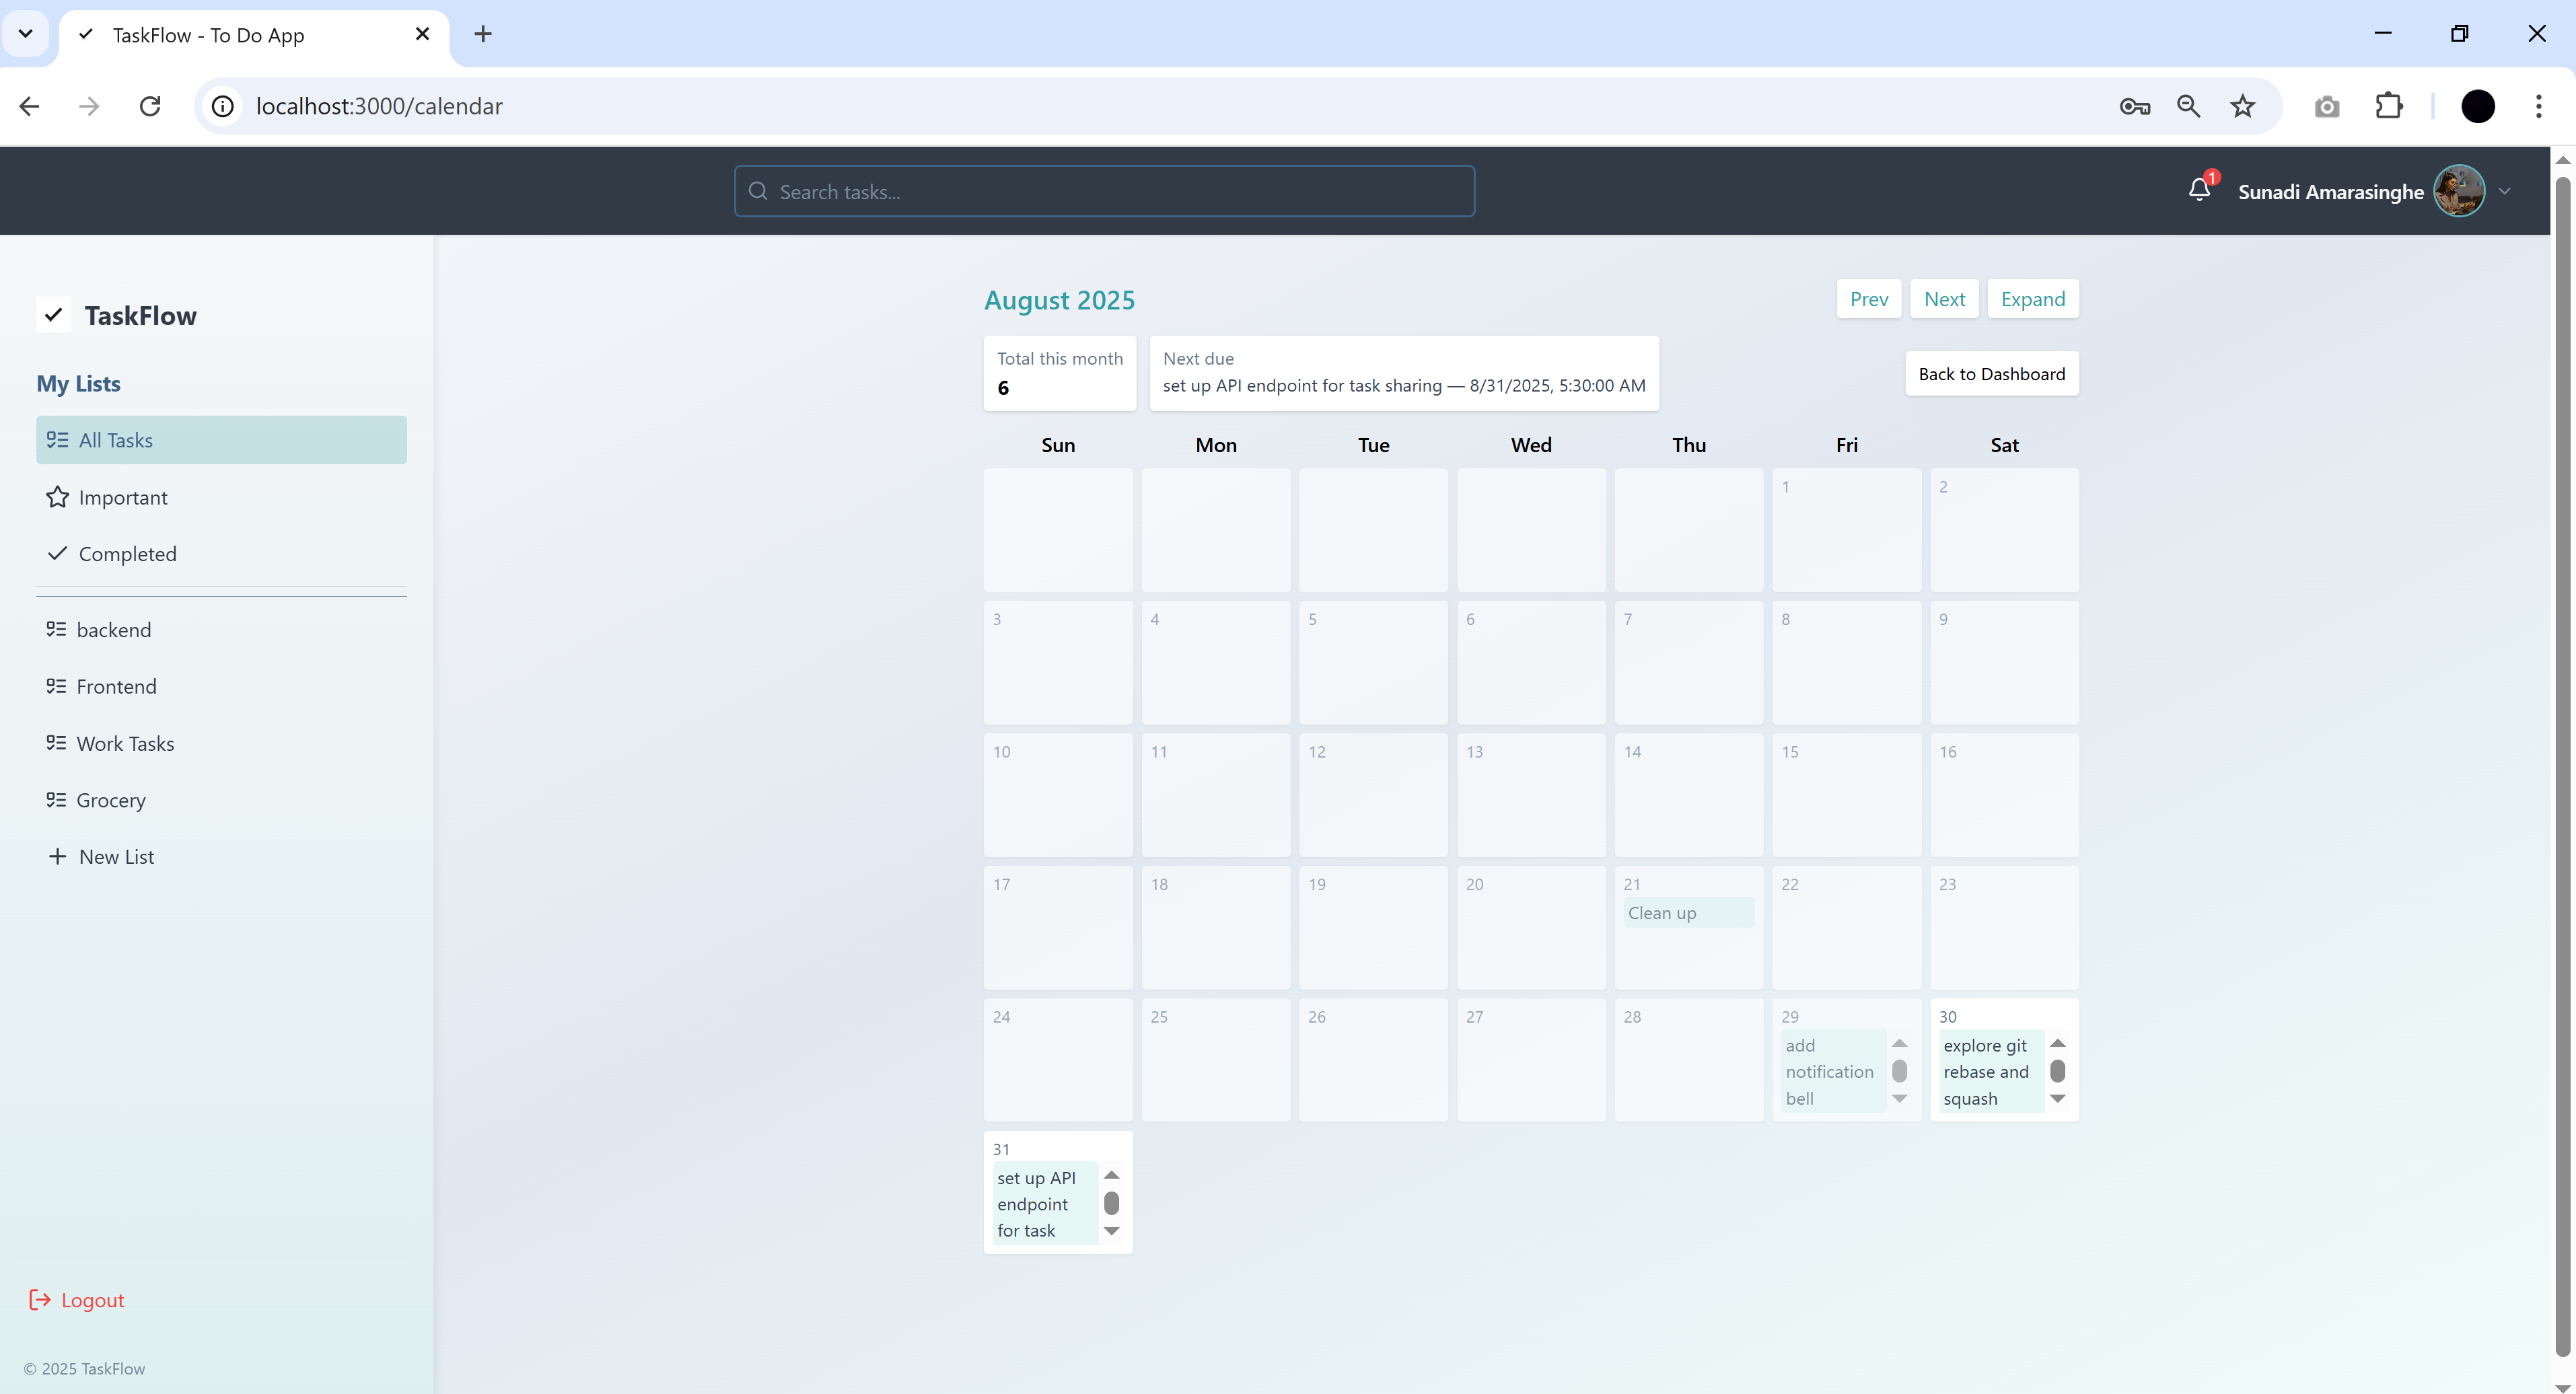 TaskFlow - To Do App
localhost:3000/calendar
Search tasks...
1
Sunadi Amarasinghe
TaskFlow
My Lists
All Tasks
Important
Completed
backend
Frontend
Work Tasks
Grocery
New List
Logout
© 2025 TaskFlow
August 2025
Prev
Next
Expand
Total this month
6
Next due
set up API endpoint for task sharing — 8/31/2025, 5:30:00 AM
Back to Dashboard
Sun Mon Tue Wed Thu Fri Sat
1 2
3 4 5 6 7 8 9
10 11 12 13 14 15 16
17 18 19 20 21 22 23
Clean up
24 25 26 27 28 29 30
add
notification
bell
explore git
rebase and
squash
31
set up API
endpoint
for task